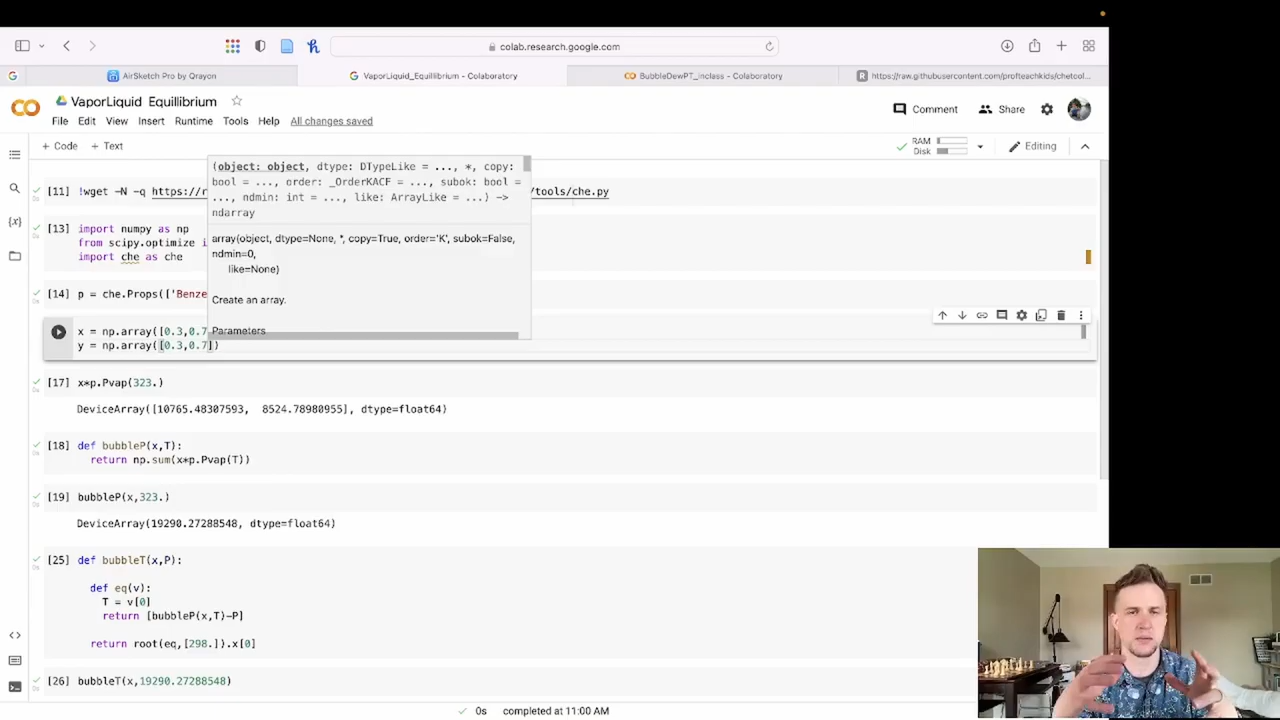 colab.research.google.com
AirSketch Pro by Qrayon
VaporLiquid_Equillibrium - Colaboratory
BubbleDewPT_inclass - Colaboratory
https://raw.githubusercontent.com/profteachkids/chetool...
VaporLiquid Equillibrium
Comment
Share
File Edit View Insert Runtime Tools Help All changes saved
+ Code + Text
RAM
Disk
Editing
(object: object, dtype: DTypeLike = ..., *, copy:
bool = ..., order: _OrderKACF = ..., subok: bool =
..., ndmin: int = ..., like: ArrayLike = ...) ->
ndarray
array(object, dtype=None, *, copy=True, order='K', subok=False,
ndmin=0,
like=None)
Create an array.
Parameters
[11] !wget -N -q https://r /tools/che.py
[13] import numpy as np
from scipy.optimize i
import che as che
[14] p = che.Props(['Benze
x = np.array([0.3,0.7
y = np.array([0.3,0.7])
[17] x*p.Pvap(323.)
DeviceArray([10765.48307593, 8524.78980955], dtype=float64)
[18] def bubbleP(x,T):
return np.sum(x*p.Pvap(T))
[19] bubbleP(x,323.)
DeviceArray(19290.27288548, dtype=float64)
[25] def bubbleT(x,P):
def eq(v):
T = v[0]
return [bubbleP(x,T)-P]
return root(eq,[298.]).x[0]
[26] bubbleT(x,19290.27288548)
0s completed at 11:00 AM